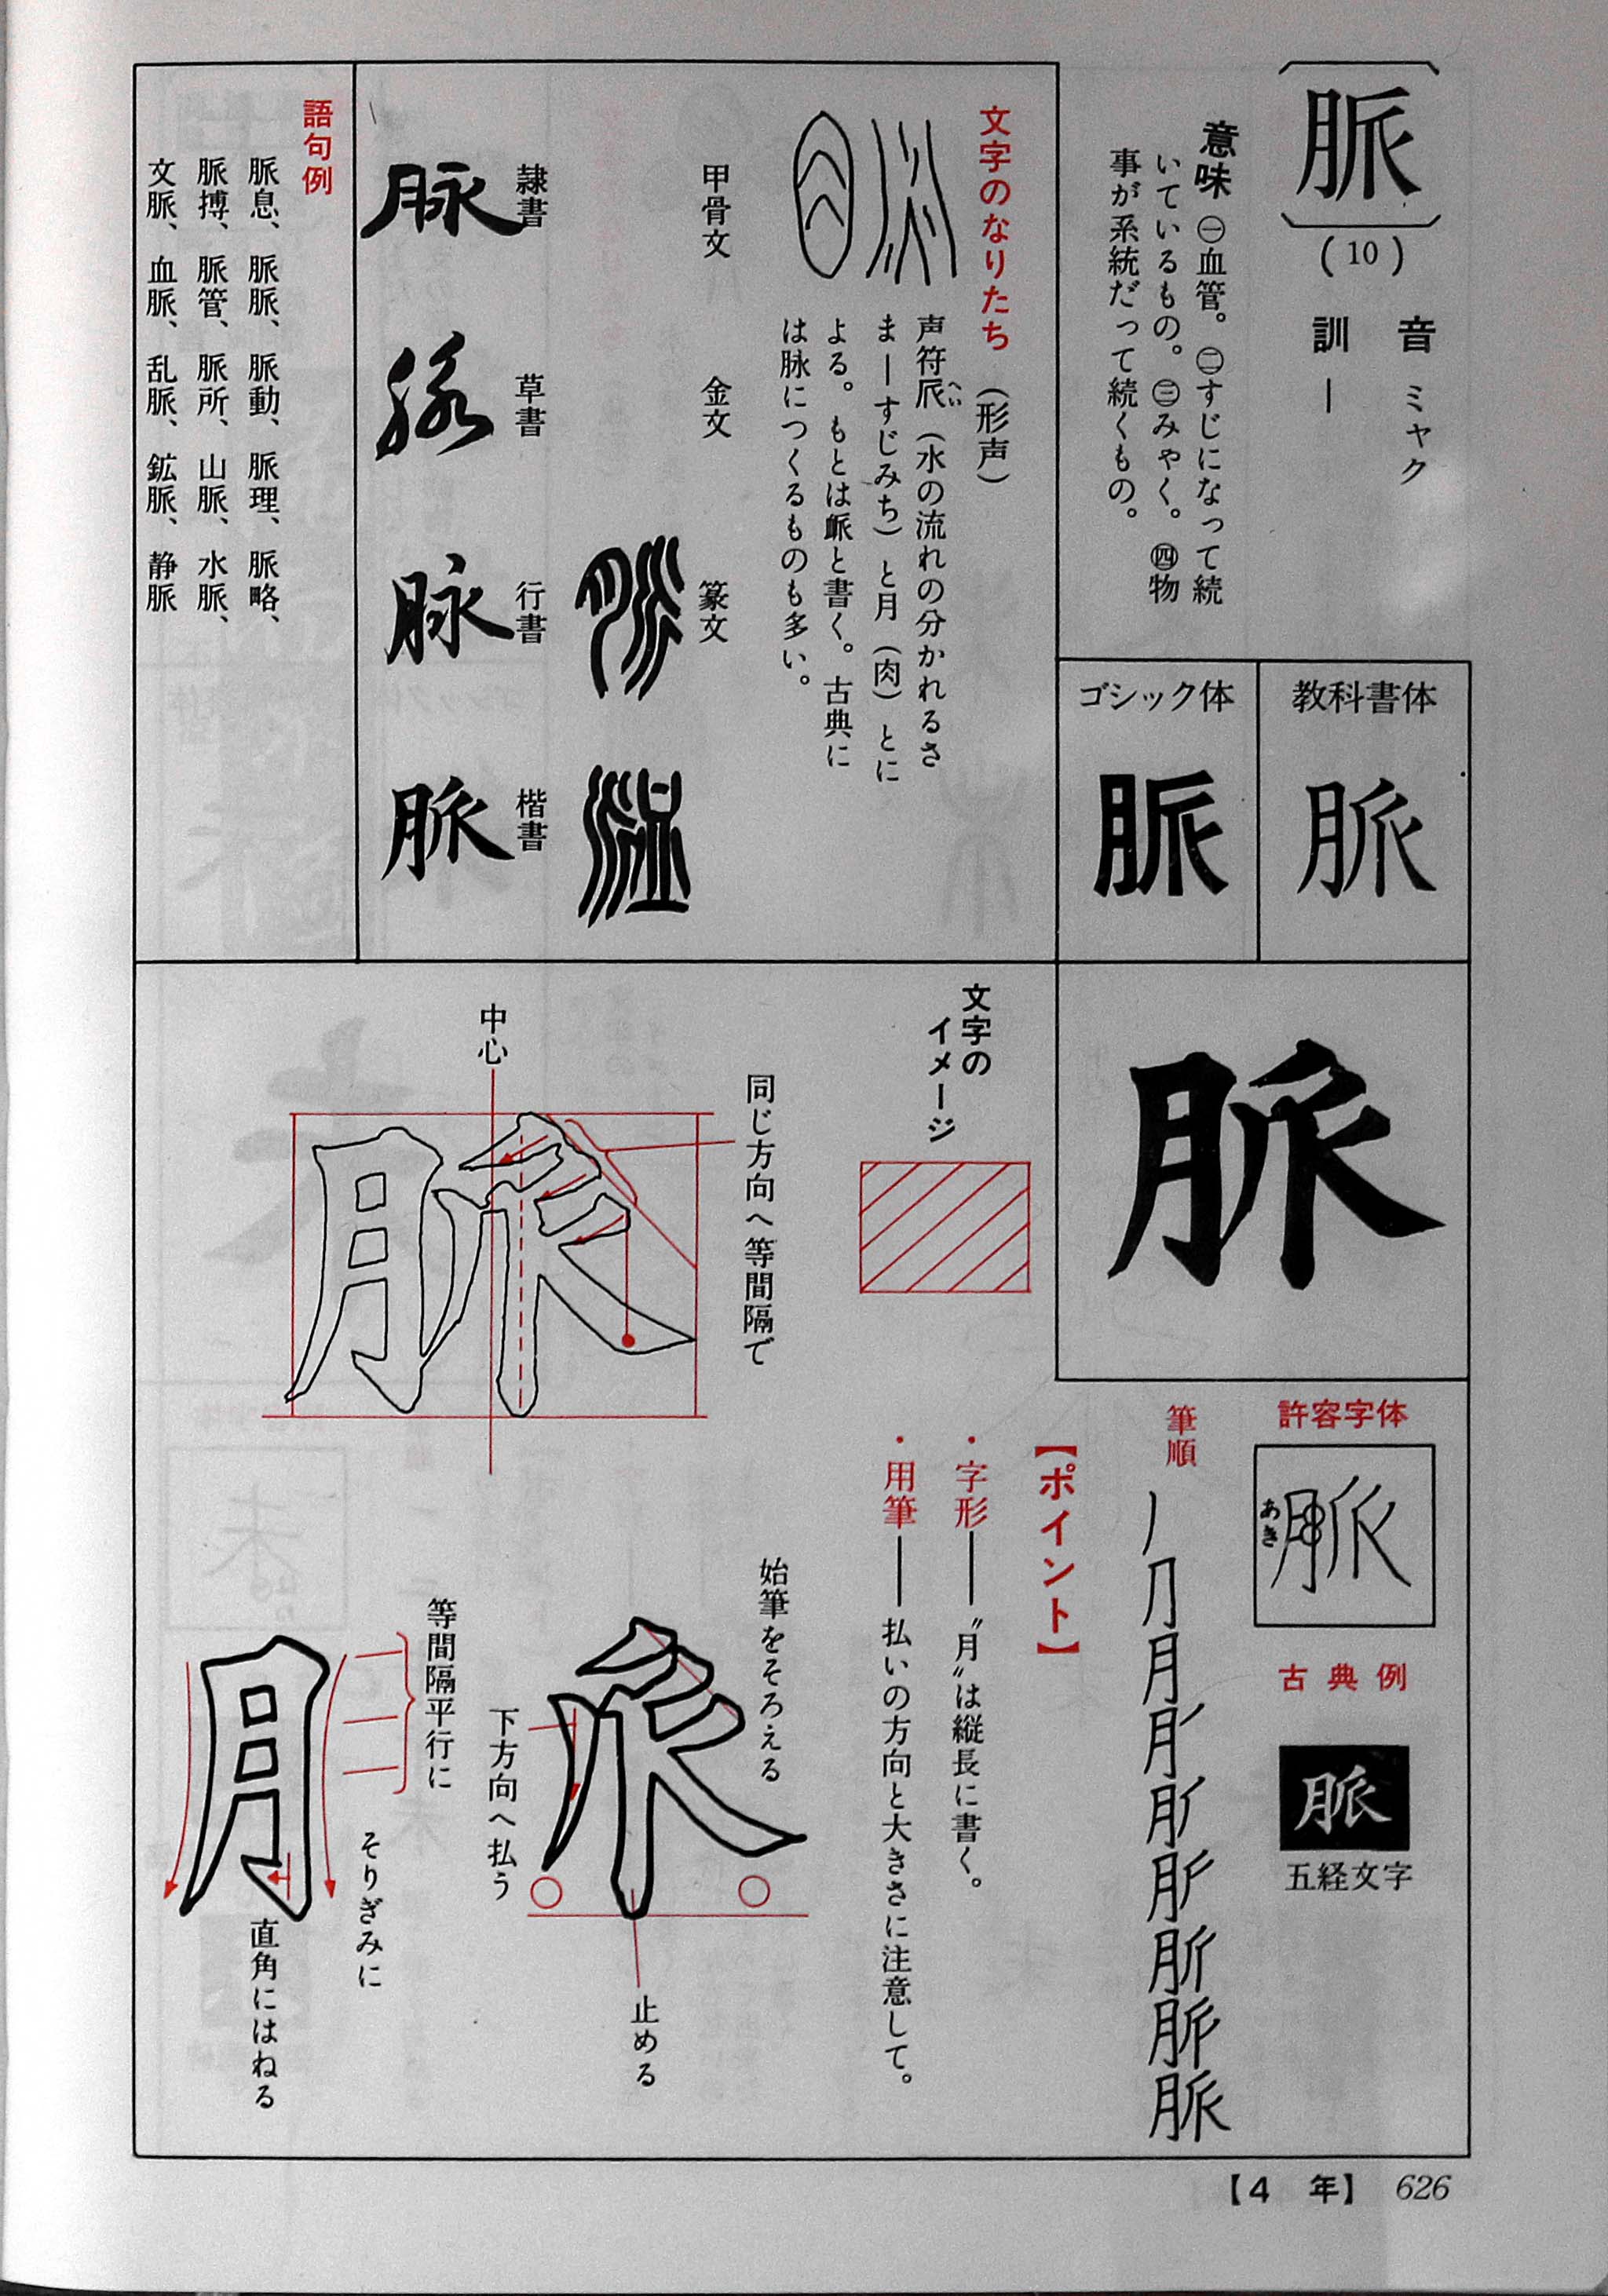 脈
(10)
音 ミヤク
訓 ー
意味 ㊀血管。㊁すじになって続
いているもの。㊂みゃく。㊃物
事が系統だって続くもの。
教科書体
脈
ゴシック体
脈
文字のなりたち (形声)
声符𠂢(水の流れの分かれるさ
へい
まーすじみち)と月(肉)とに
よる。もとは衇と書く。古典に
は脉につくるものも多い。
甲骨文
金文
篆文
隷書
脉
草書
脉
行書
脉
楷書
脈
語句例
脈息、脈脈、脈動、脈理、脈略、
脈搏、脈管、脈所、山脈、水脈、
文脈、血脈、乱脈、鉱脈、静脈
脈
許容字体
脈
あき
古典例
脈
五経文字
筆順
脈
文字の
イメージ
同じ方向へ等間隔で
中心
脈
【ポイント】
・字形——〝月〟は縦長に書く。
・用筆——払いの方向と大きさに注意して。
始筆をそろえる
下方向へ払う
止める
等間隔平行に
そりぎみに
月
直角にはねる
【4 年】 626